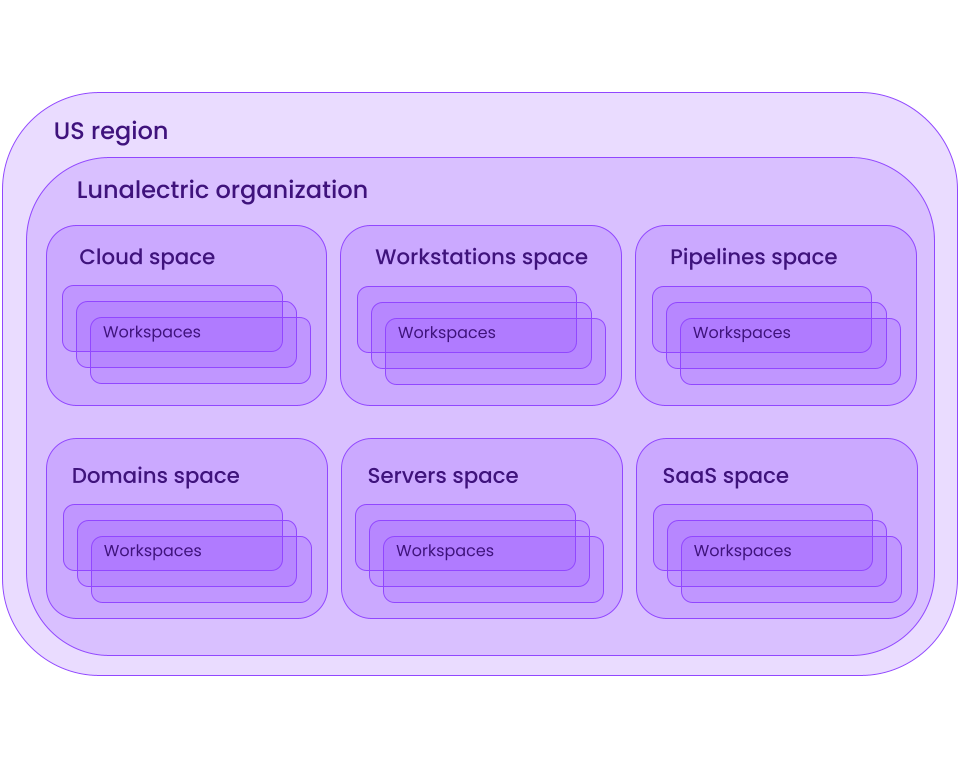 US region
Lunalectric organization
Cloud space
Workspaces
Workstations space
Workspaces
Pipelines space
Workspaces
Domains space
Workspaces
Servers space
Workspaces
SaaS space
Workspaces